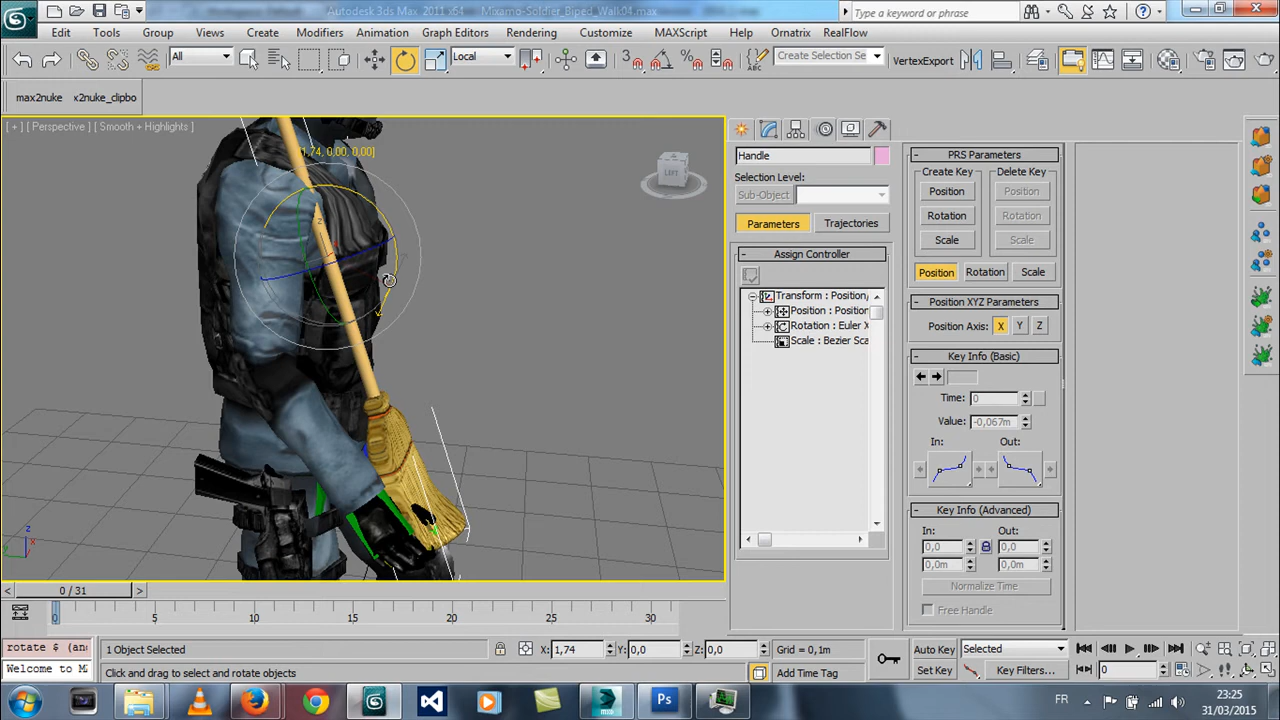 Autodesk 3ds Max 2011 x64 Mixamo-Soldier_Biped_Walk04.max
Type a keyword or phrase
Edit Tools Group Views Create Modifiers Animation Graph Editors Rendering Customize MAXScript Help Ornatrix RealFlow
All Local Create Selection Se VertexExport
max2nuke x2nuke_clipbo
[ + ] [ Perspective ] [ Smooth + Highlights ]
[1,74, 0.00, 0.00]
LEFT
Handle
Selection Level:
Sub-Object
Parameters Trajectories
Assign Controller
Transform : Position,
Position : Position
Rotation : Euler X
Scale : Bezier Sca
PRS Parameters
Create Key Delete Key
Position Position
Rotation Rotation
Scale Scale
Position Rotation Scale
Position XYZ Parameters
Position Axis: X Y Z
Key Info (Basic)
Time: 0
Value: -0,067m
In: Out:
Key Info (Advanced)
In: Out:
0,0 0,0
0,0m 0,0m
Normalize Time
Free Handle
z
x
y
0 / 31
0 5 10 15 20 25 30
rotate $ (an
Welcome to M
1 Object Selected X: 1,74 Y: 0,0 Z: 0,0 Grid = 0,1m
Click and drag to select and rotate objects Add Time Tag
Auto Key Selected
Set Key Key Filters... 0
Ps FR 23:25
31/03/2015